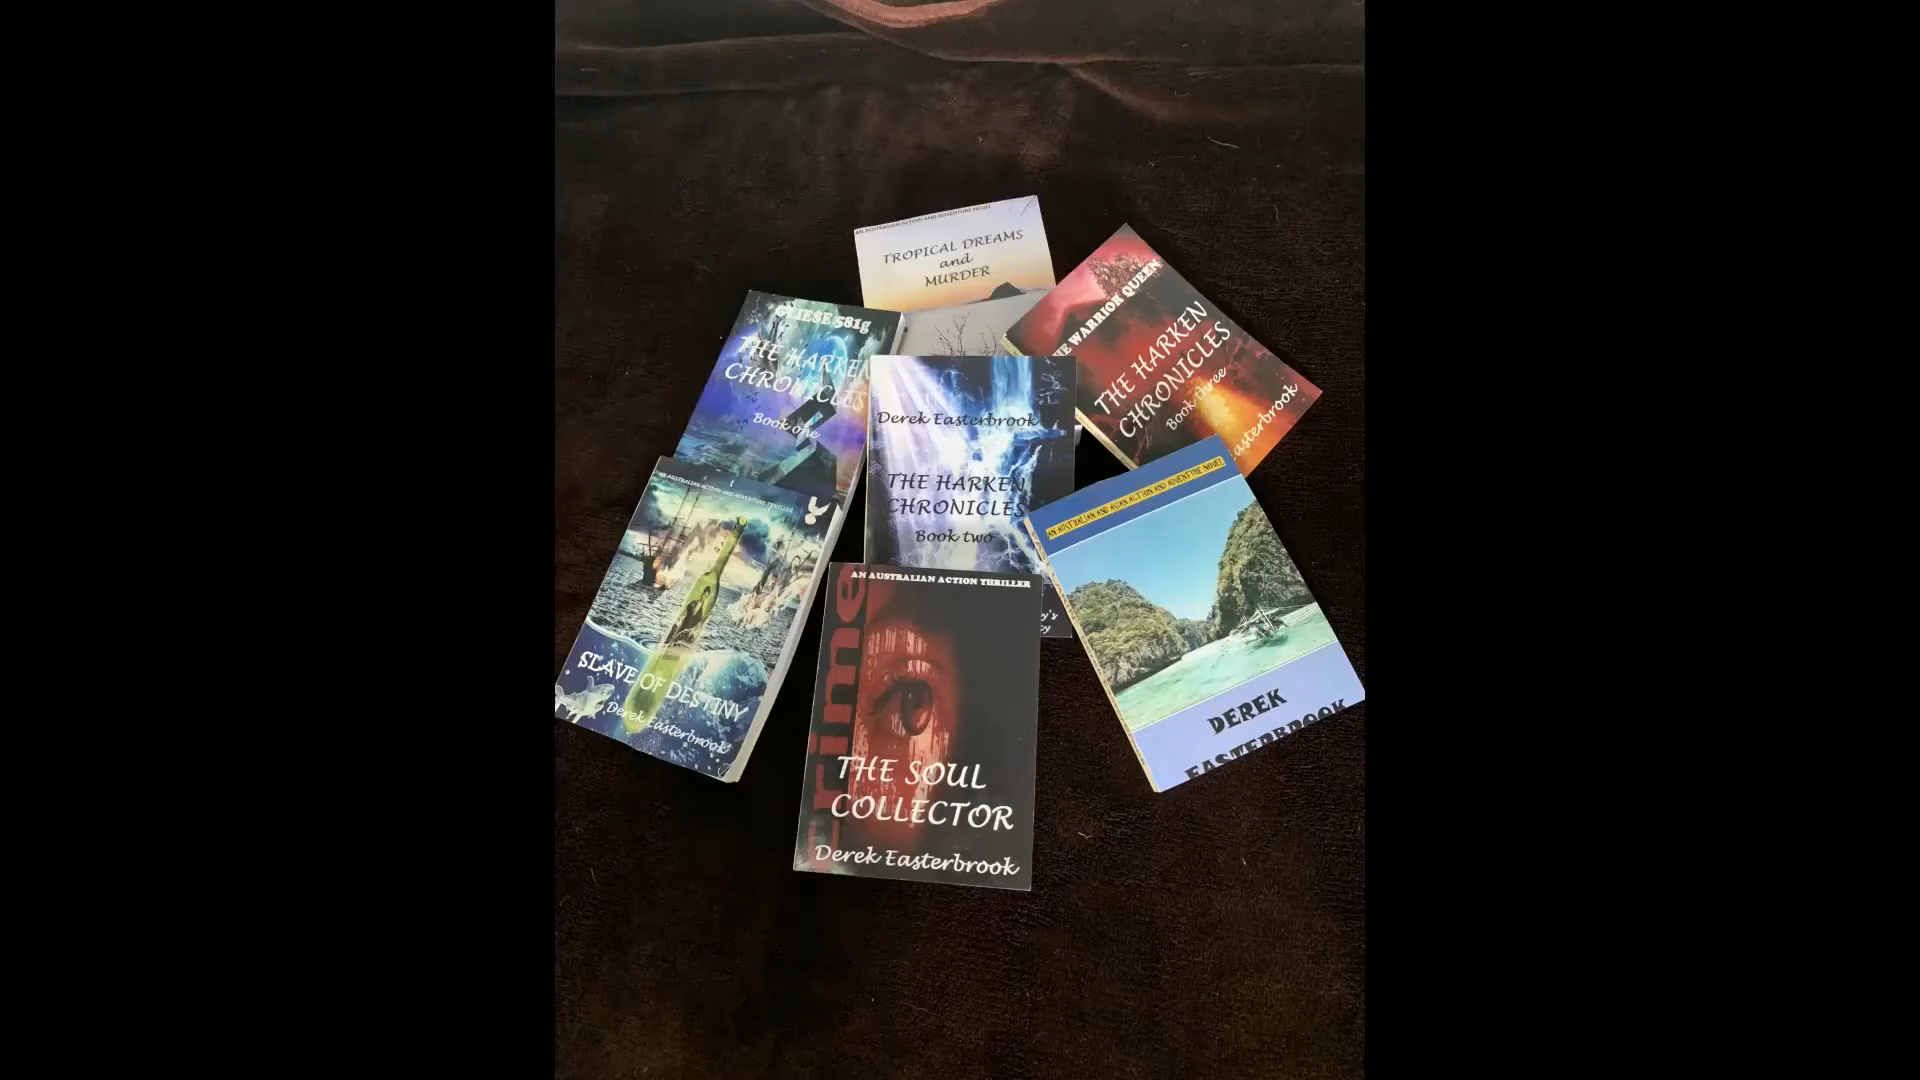 AN AUSTRALIAN ACTION AND ADVENTURE NOVEL
TROPICAL DREAMS
and
MURDER
THE WARRIOR QUEEN
THE HARKEN
CHRONICLES
Book three
Easterbrook
GLIESE 581g
THE HARKEN
CHRONICLES
Book one
Derek Easterbrook
THE HARKEN
CHRONICLES
Book two
AN AUSTRALIAN ACTION AND ADVENTURE THRILLER
SLAVE OF DESTINY
Derek Easterbrook
AN AUSTRALIAN AND ASIAN ACTION AND ADVENTURE NOVEL
DEREK
EASTERBROOK
AN AUSTRALIAN ACTION THRILLER
crime
THE SOUL
COLLECTOR
Derek Easterbrook